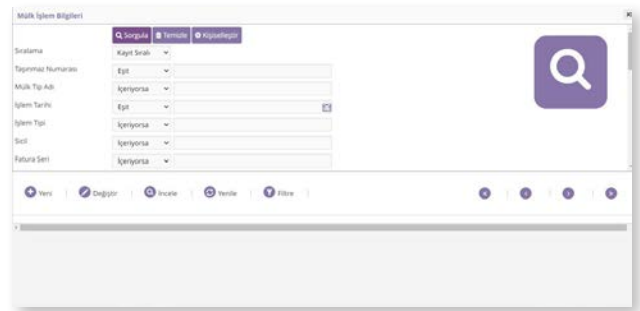 Mülk İşlem Bilgileri
Sorgula Temizle Kişiselleştir
Sıralama Kayıt Sıralı
Taşınmaz Numarası Eşit
Mülk Tip Adı İçeriyorsa
İşlem Tarihi Eşit
İşlem Tipi İçeriyorsa
Sicil İçeriyorsa
Fatura Seri İçeriyorsa
Yeni Değiştir İncele Yenile Filtre